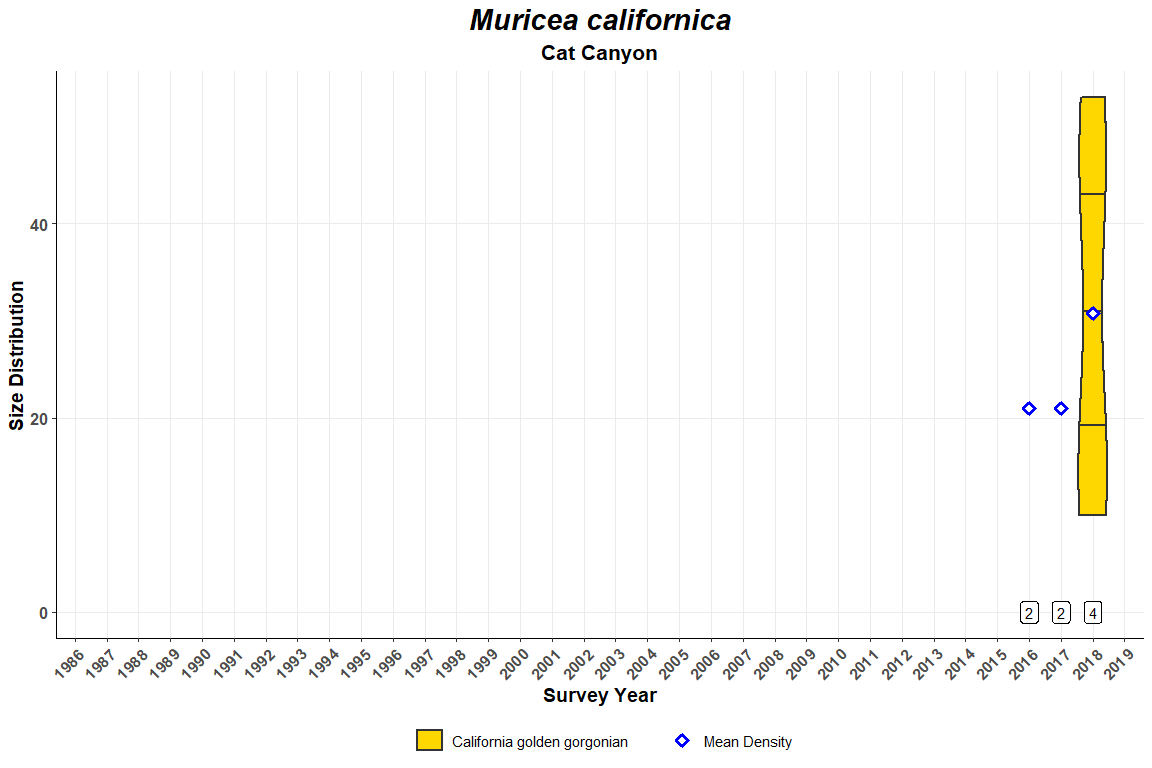 Muricea californica
Cat Canyon
Size Distribution
40
20
0
2 2 4
1986 1987 1988 1989 1990 1991 1992 1993 1994 1995 1996 1997 1998 1999 2000 2001 2002 2003 2004 2005 2006 2007 2008 2009 2010 2011 2012 2013 2014 2015 2016 2017 2018 2019
Survey Year
California golden gorgonian Mean Density